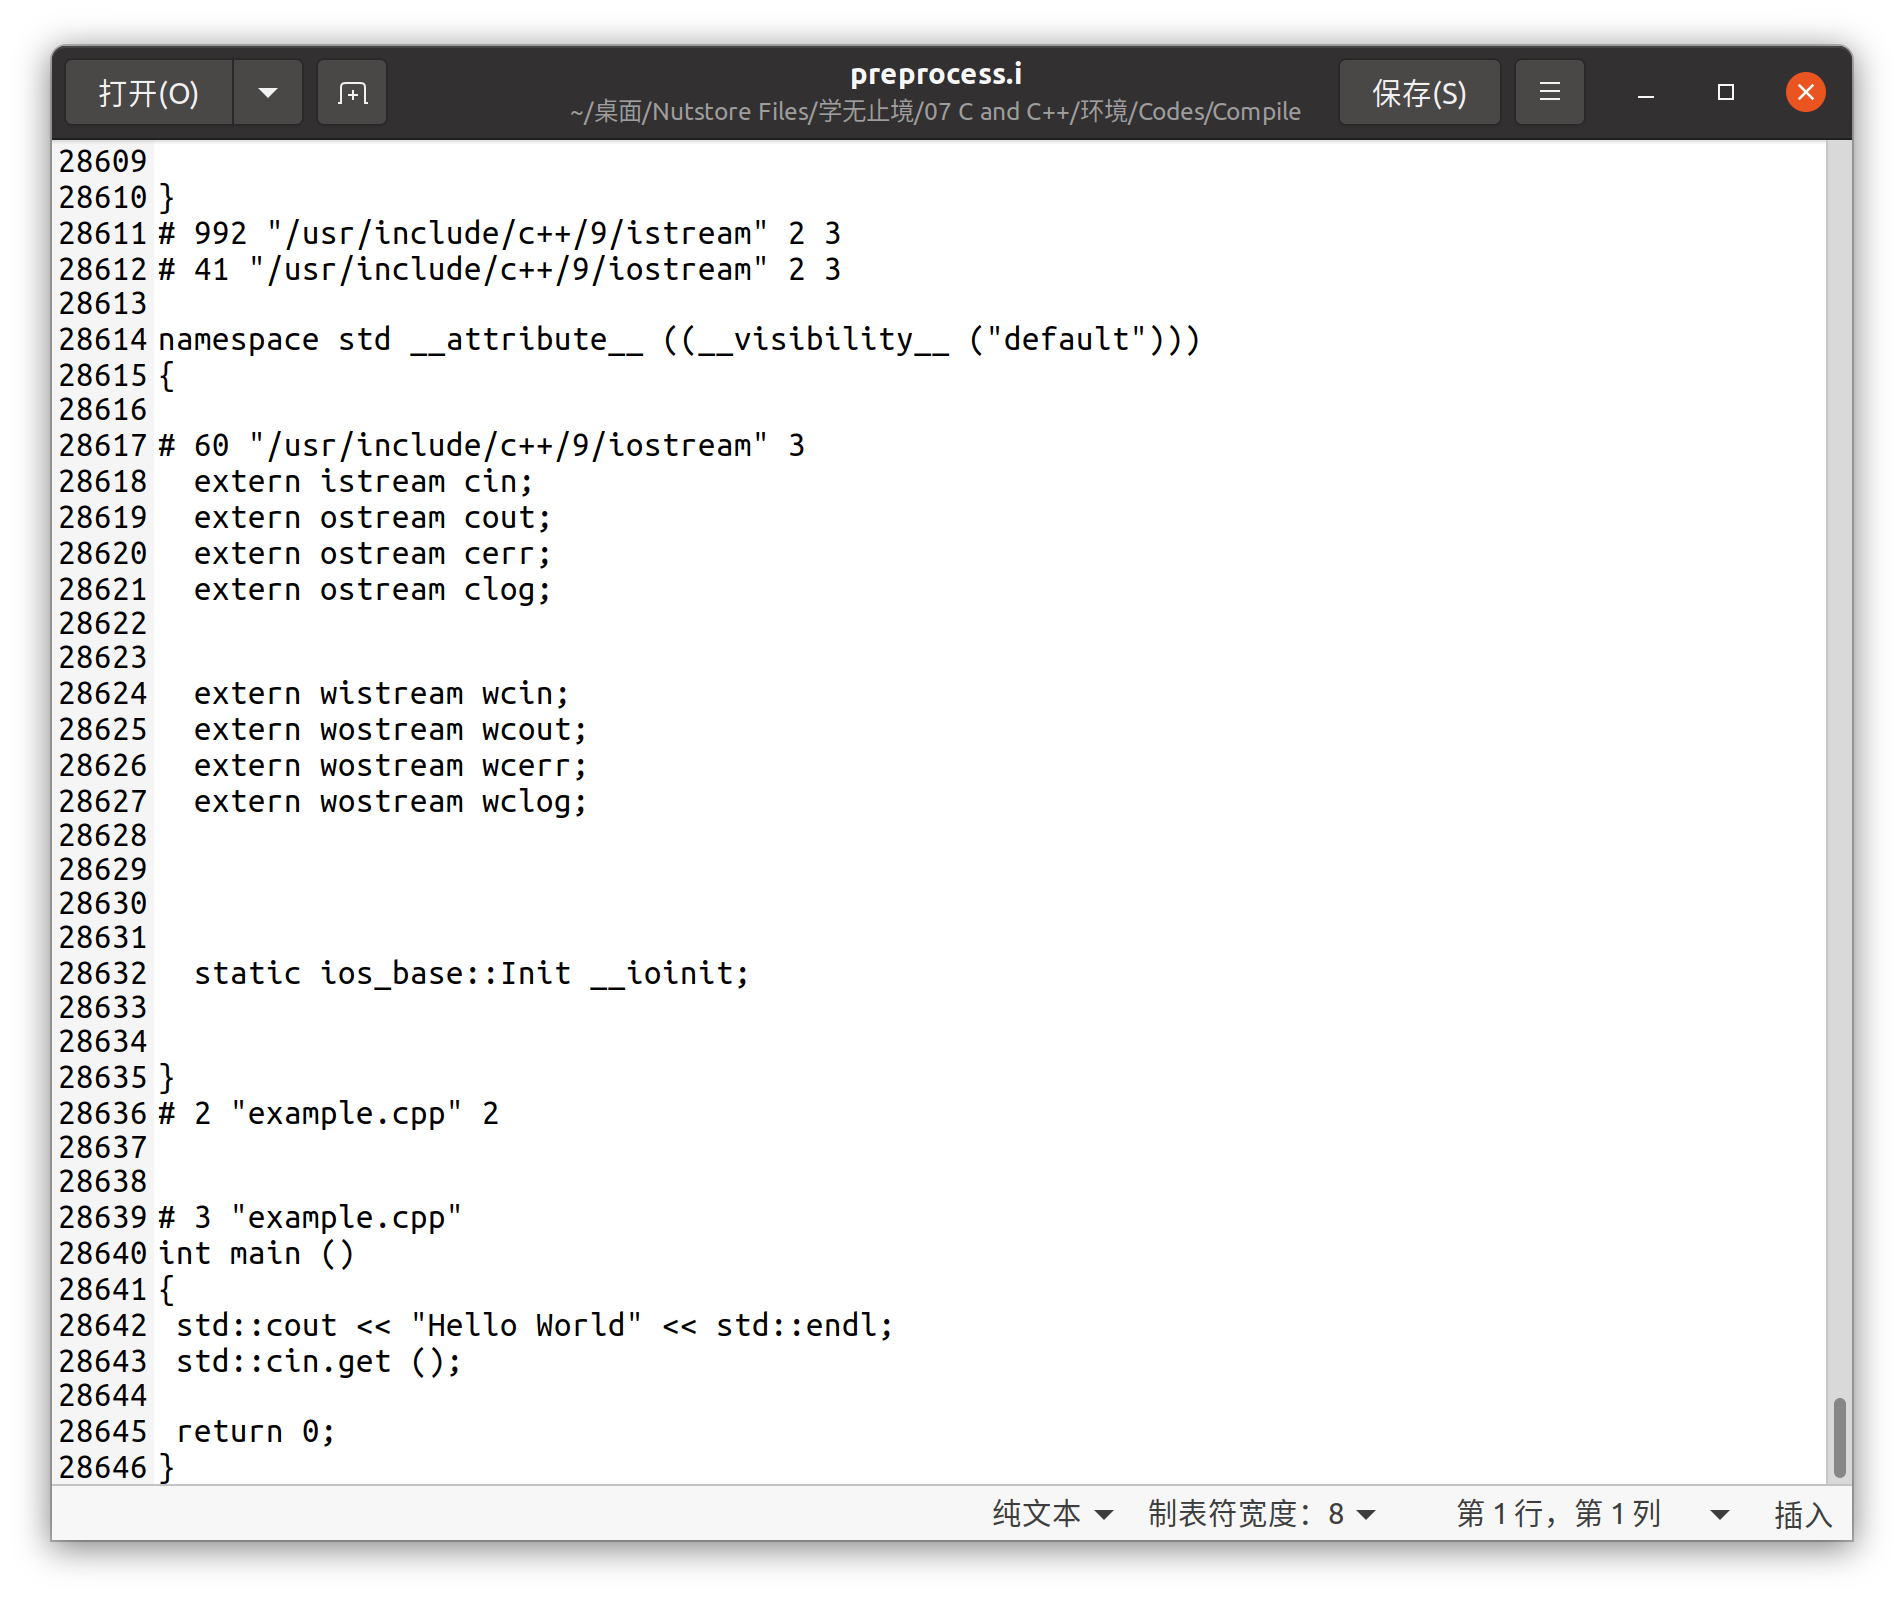 打开(O)
preprocess.i
~/桌面/Nutstore Files/学无止境/07 C and C++/环境/Codes/Compile
保存(S)
28609
28610 }
28611 # 992 "/usr/include/c++/9/istream" 2 3
28612 # 41 "/usr/include/c++/9/iostream" 2 3
28613
28614 namespace std __attribute__ ((__visibility__ ("default")))
28615 {
28616
28617 # 60 "/usr/include/c++/9/iostream" 3
28618   extern istream cin;
28619   extern ostream cout;
28620   extern ostream cerr;
28621   extern ostream clog;
28622
28623
28624   extern wistream wcin;
28625   extern wostream wcout;
28626   extern wostream wcerr;
28627   extern wostream wclog;
28628
28629
28630
28631
28632   static ios_base::Init __ioinit;
28633
28634
28635 }
28636 # 2 "example.cpp" 2
28637
28638
28639 # 3 "example.cpp"
28640 int main ()
28641 {
28642  std::cout << "Hello World" << std::endl;
28643  std::cin.get ();
28644
28645  return 0;
28646 }
纯文本 制表符宽度：8 第 1 行，第 1 列 插入